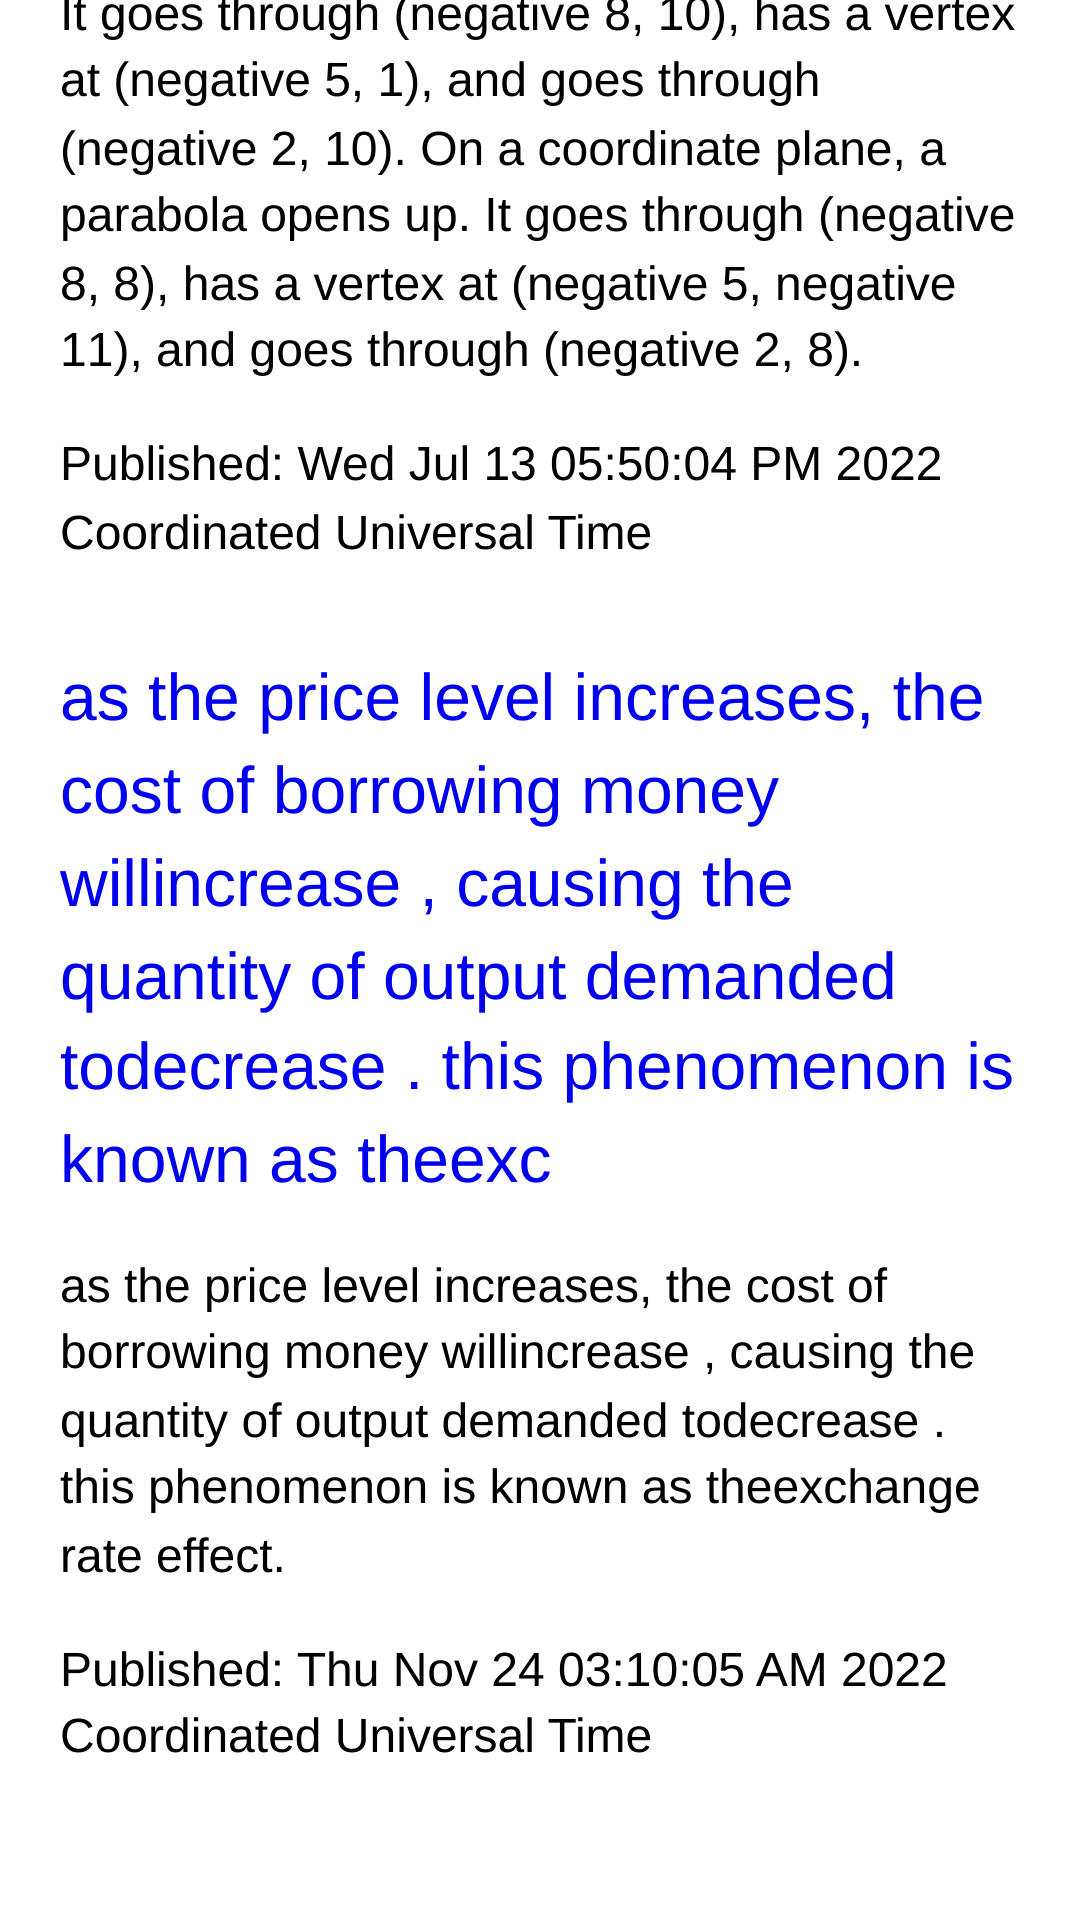 It goes through (negative 8, 10), has a vertex
at (negative 5, 1), and goes through
(negative 2, 10). On a coordinate plane, a
parabola opens up. It goes through (negative
8, 8), has a vertex at (negative 5, negative
11), and goes through (negative 2, 8).
Published: Wed Jul 13 05:50:04 PM 2022
Coordinated Universal Time
as the price level increases, the
cost of borrowing money
willincrease , causing the
quantity of output demanded
todecrease . this phenomenon is
known as theexc
as the price level increases, the cost of
borrowing money willincrease , causing the
quantity of output demanded todecrease .
this phenomenon is known as theexchange
rate effect.
Published: Thu Nov 24 03:10:05 AM 2022
Coordinated Universal Time